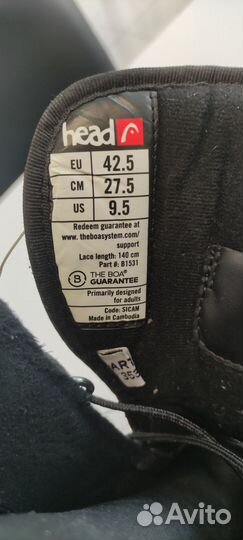 head
EU 42.5
CM 27.5
US 9.5
Redeem guarantee at
www.theboasystem.com/
support
Lace length: 140 cm
Part #: B1531
B THE BOA®
GUARANTEE
Primarily designed
for adults
Code: SICAM
Made in Cambodia
ART
353
Avito